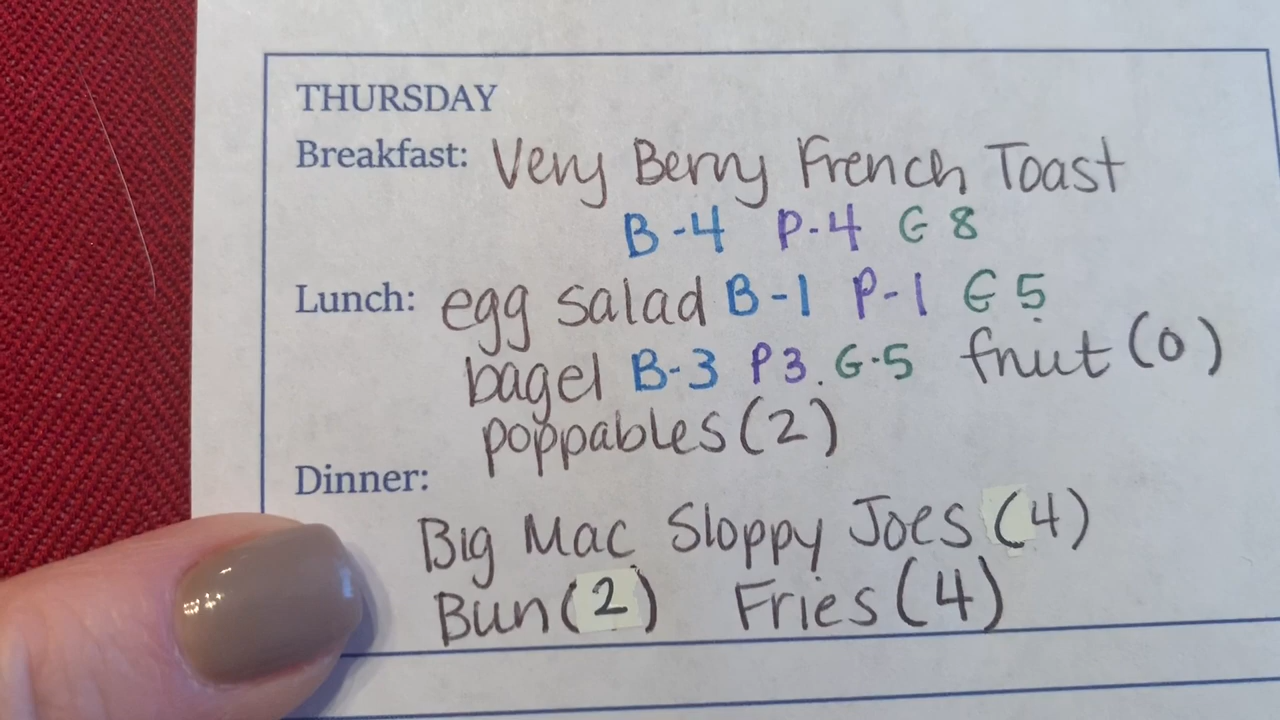 THURSDAY
Breakfast: Very Berry French Toast
B-4 P-4 G 8
Lunch: egg salad B-1 P-1 G 5
bagel B-3 P3. G-5 fruit (0)
poppables (2)
Dinner:
Big Mac Sloppy Joes (4)
Bun (2) Fries (4)